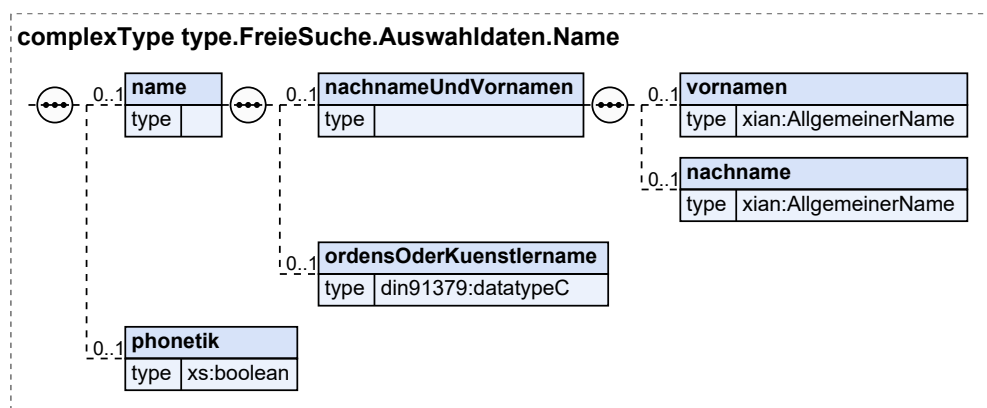 complexType type.FreieSuche.Auswahldaten.Name
0..1 name 0..1 nachnameUndVornamen 0..1 vornamen
type type type xian:AllgemeinerName
0..1 nachname
type xian:AllgemeinerName
0..1 ordensOderKuenstlername
type din91379:datatypeC
0..1 phonetik
type xs:boolean